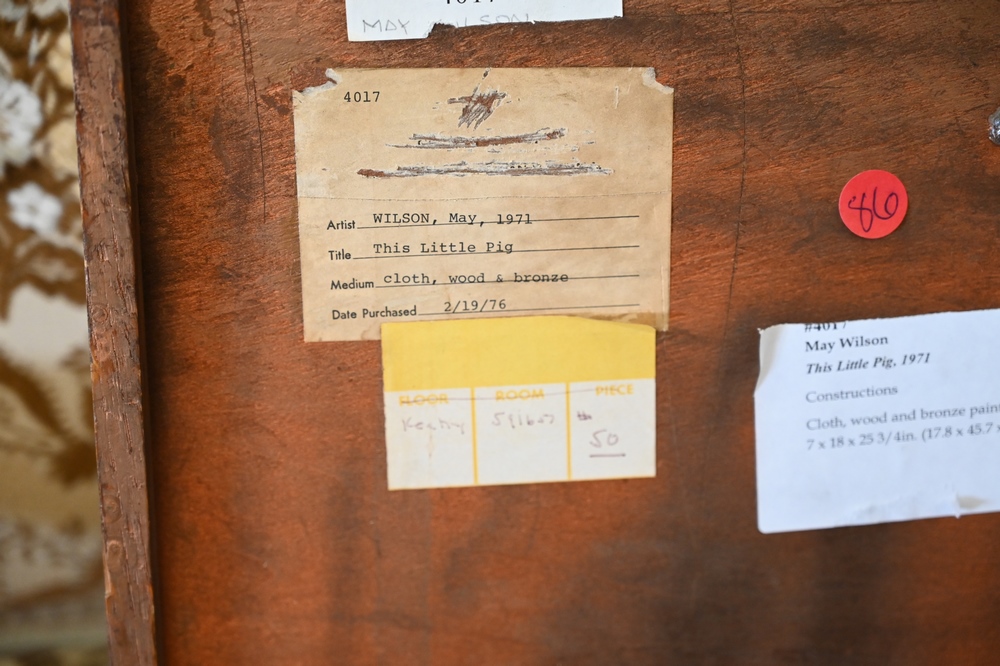 4017
MAY WILSON
4017
Artist WILSON, May, 1971
Title This Little Pig
Medium cloth, wood & bronze
Date Purchased 2/19/76
86
#4017
May Wilson
This Little Pig, 1971
Constructions
Cloth, wood and bronze pain
7 x 18 x 25 3/4in. (17.8 x 45.7 x
FLOOR ROOM PIECE
50